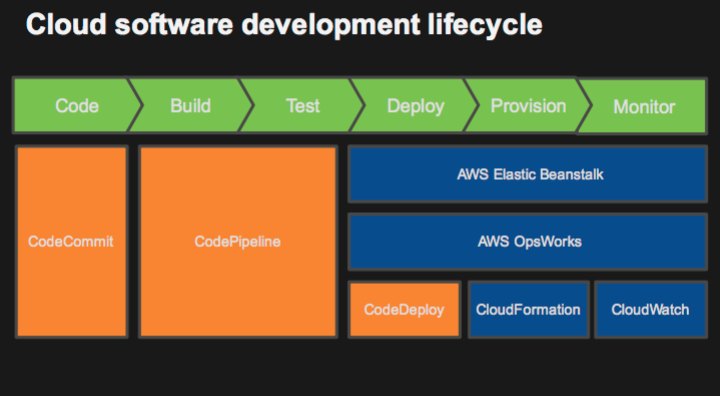 Cloud software development lifecycle
Code Build Test Deploy Provision Monitor
CodeCommit
CodePipeline
AWS Elastic Beanstalk
AWS OpsWorks
CodeDeploy
CloudFormation
CloudWatch